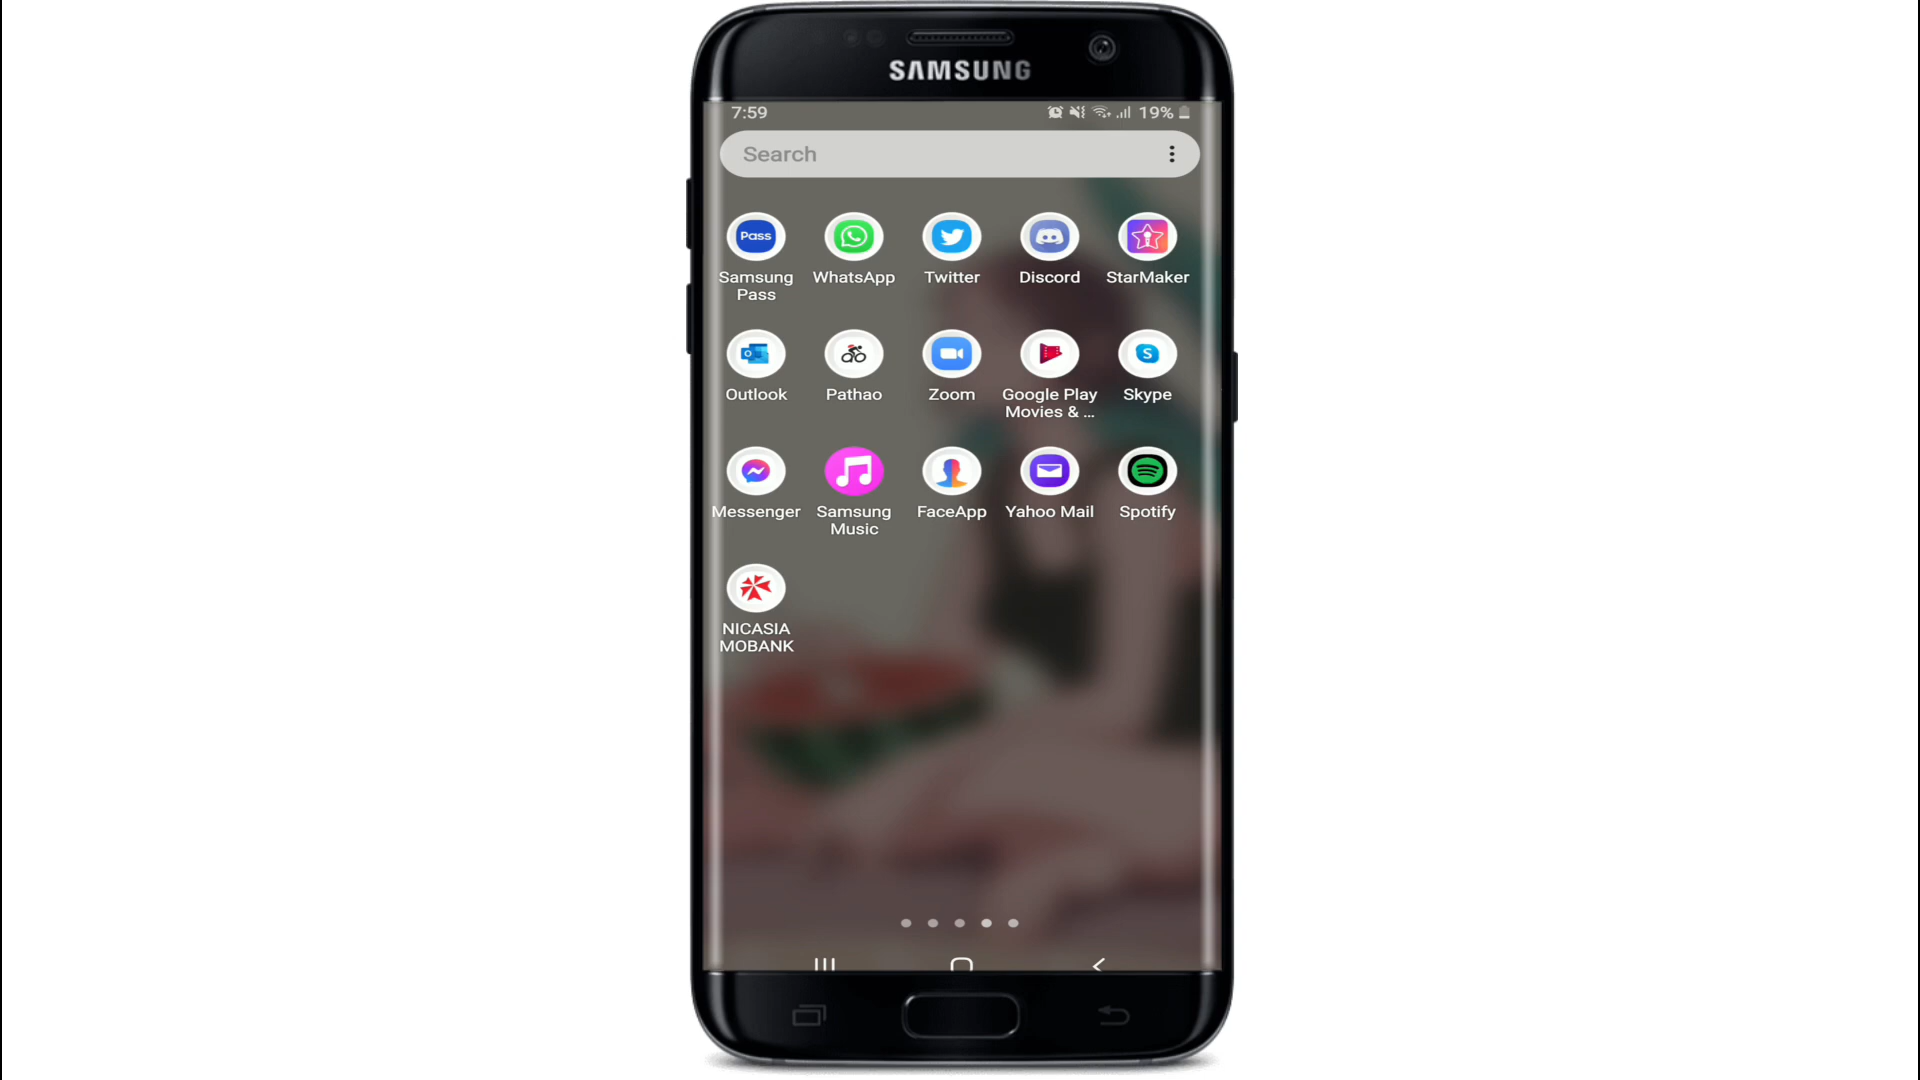 SAMSUNG
7:59
19%
Search
Pass
Samsung Pass
WhatsApp
Twitter
Discord
StarMaker
Outlook
Pathao
Zoom
Google Play Movies & ...
Skype
Messenger
Samsung Music
FaceApp
Yahoo Mail
Spotify
NICASIA MOBANK